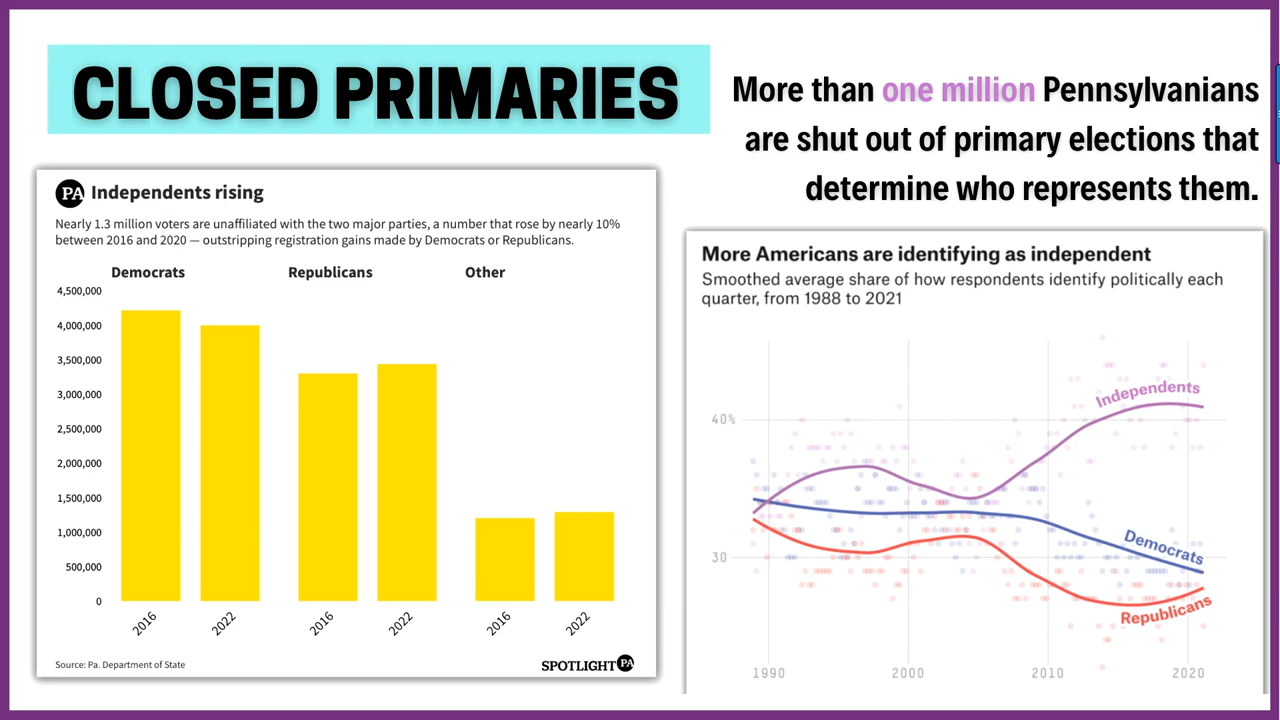 CLOSED PRIMARIES
More than one million Pennsylvanians
are shut out of primary elections that
determine who represents them.
PA Independents rising
Nearly 1.3 million voters are unaffiliated with the two major parties, a number that rose by nearly 10%
between 2016 and 2020 — outstripping registration gains made by Democrats or Republicans.
Democrats Republicans Other
4,500,000
4,000,000
3,500,000
3,000,000
2,500,000
2,000,000
1,500,000
1,000,000
500,000
0
2016 2022 2016 2022 2016 2022
Source: Pa. Department of State
SPOTLIGHT PA
More Americans are identifying as independent
Smoothed average share of how respondents identify politically each
quarter, from 1988 to 2021
Independents
40%
Democrats
30
Republicans
1990 2000 2010 2020